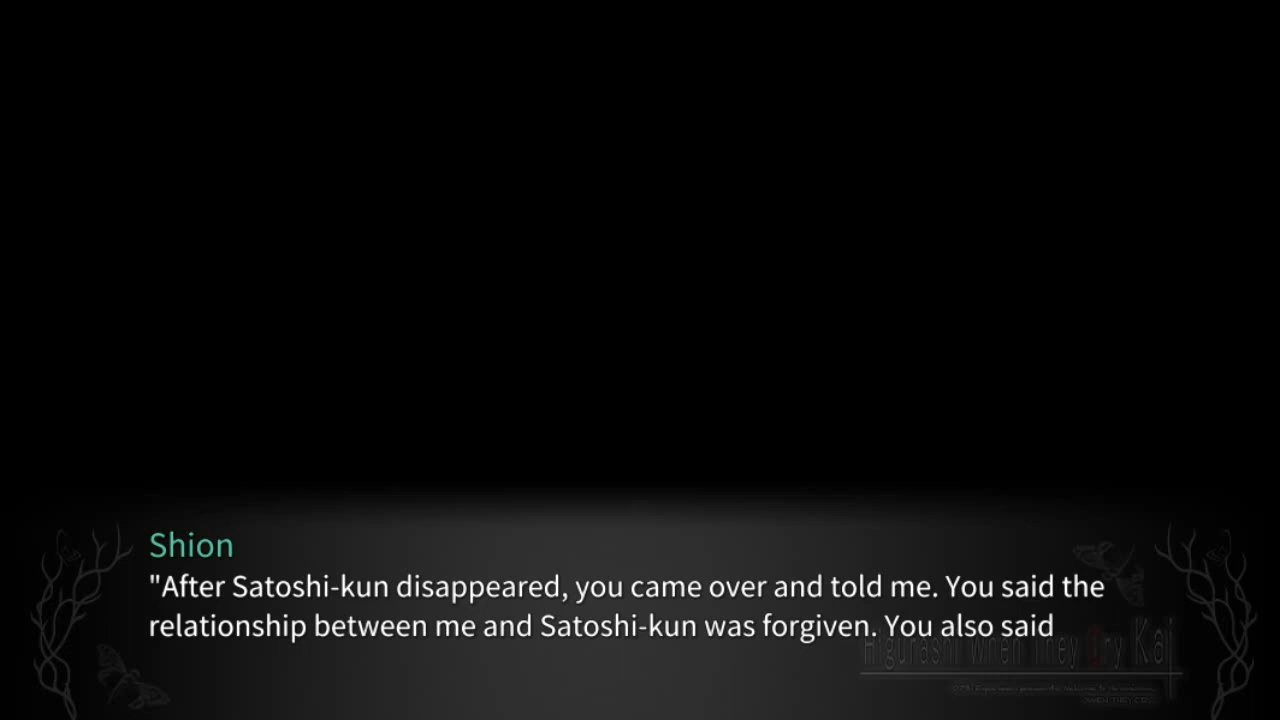 Shion
"After Satoshi-kun disappeared, you came over and told me. You said the
relationship between me and Satoshi-kun was forgiven. You also said
Higurashi When They Cry Kai